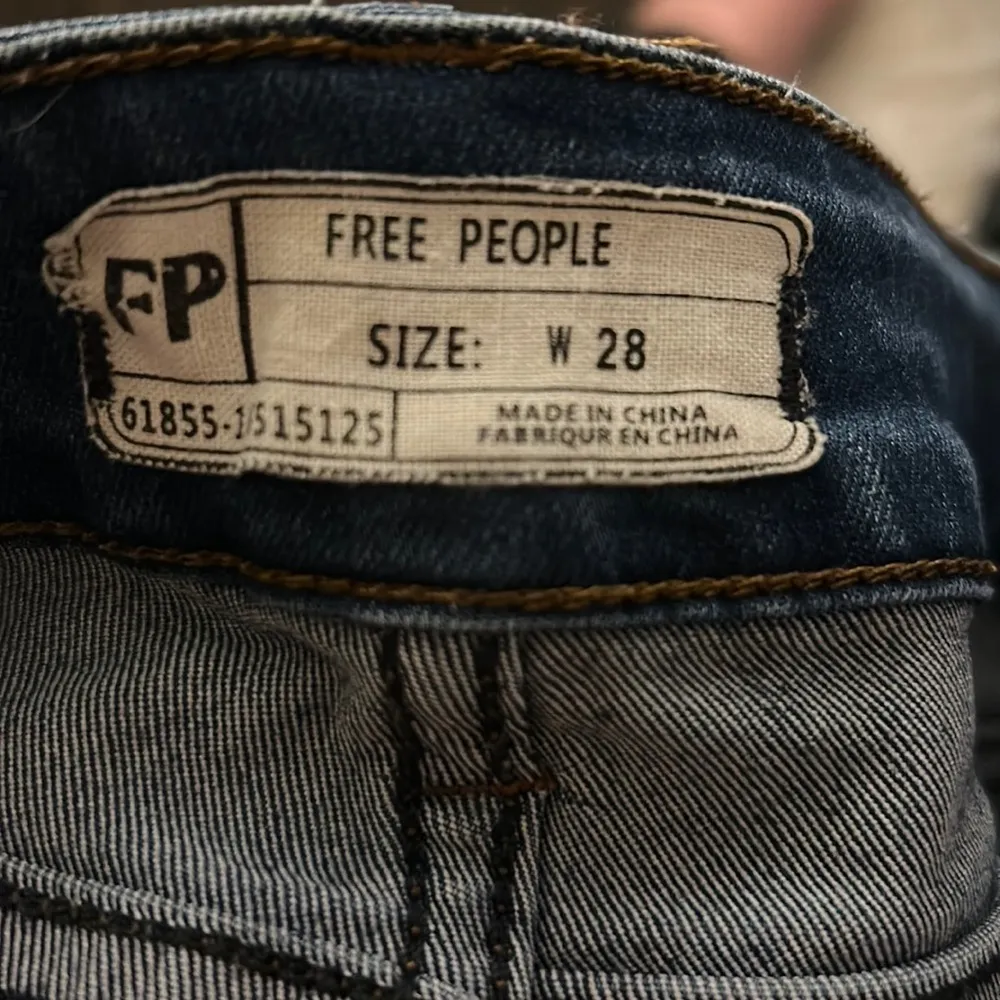 FP
FREE PEOPLE
SIZE: W 28
61855-1/515125
MADE IN CHINA
FABRIQUR EN CHINA